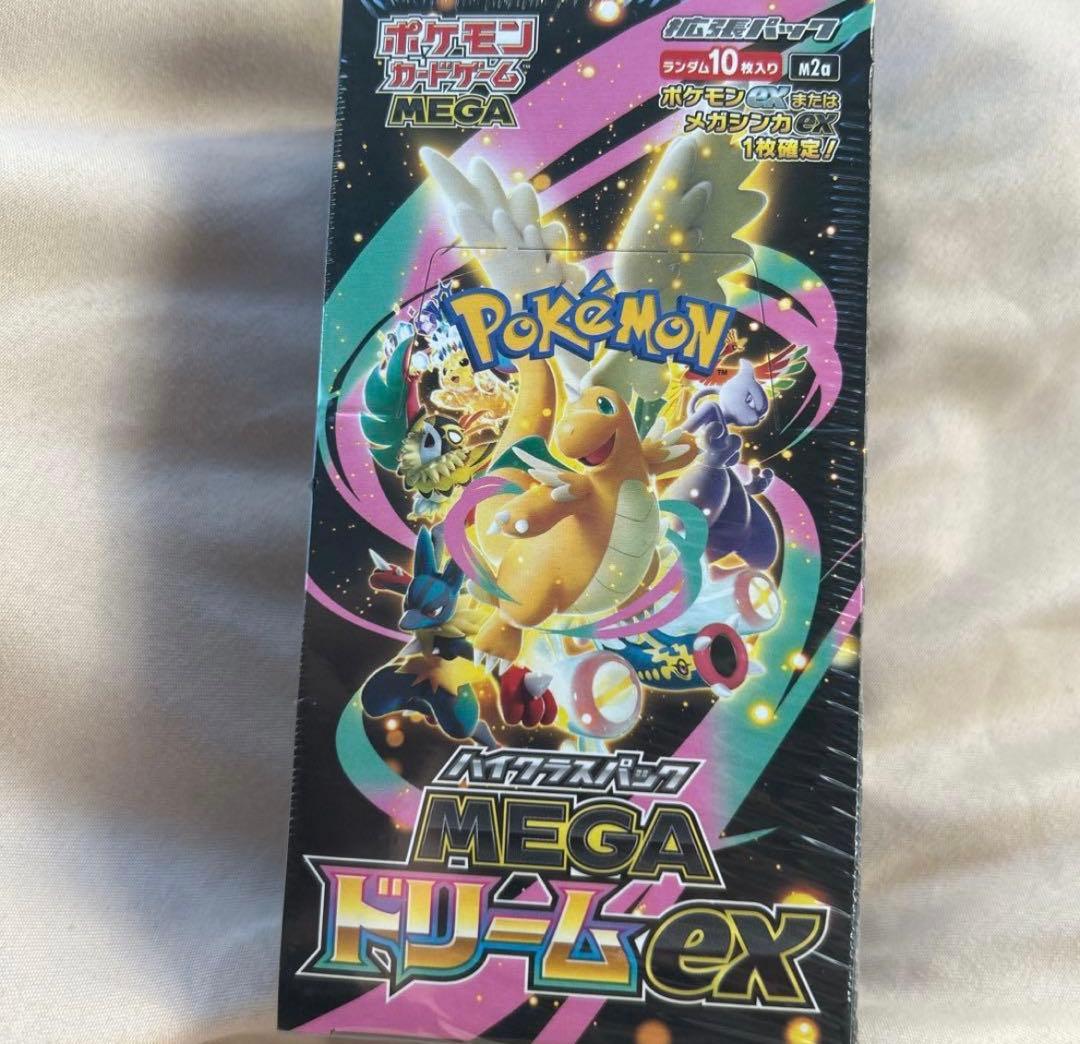 ポケモン
カードゲーム
MEGA
拡張パック
ランダム10枚入り M2a
ポケモンexまたは
メガシンカex
1枚確定!
POKéMON
TM
ハイクラスパック
MEGA
ドリームex